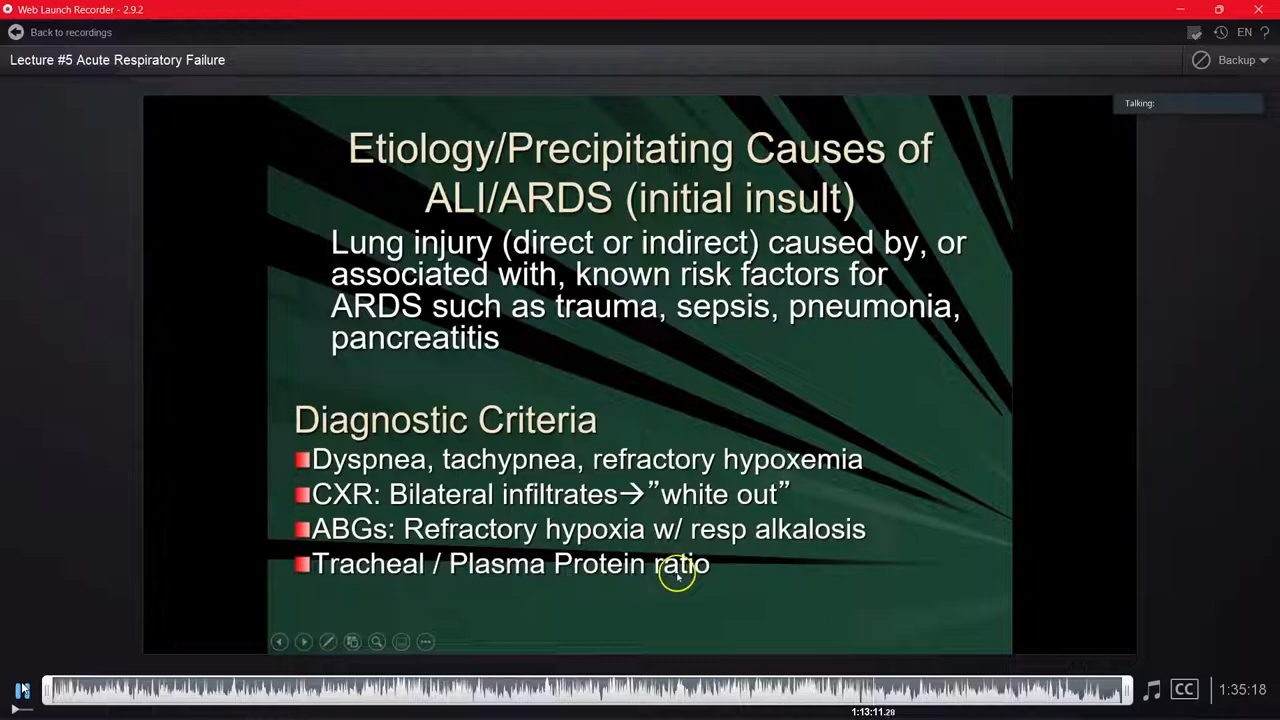 Web Launch Recorder - 2.9.2
Back to recordings
EN ?
Lecture #5 Acute Respiratory Failure
Backup
Talking:
Etiology/Precipitating Causes of
ALI/ARDS (initial insult)
Lung injury (direct or indirect) caused by, or
associated with, known risk factors for
ARDS such as trauma, sepsis, pneumonia,
pancreatitis
Diagnostic Criteria
Dyspnea, tachypnea, refractory hypoxemia
CXR: Bilateral infiltrates→”white out”
ABGs: Refractory hypoxia w/ resp alkalosis
Tracheal / Plasma Protein ratio
CC
1:35:18
1:13:11.28